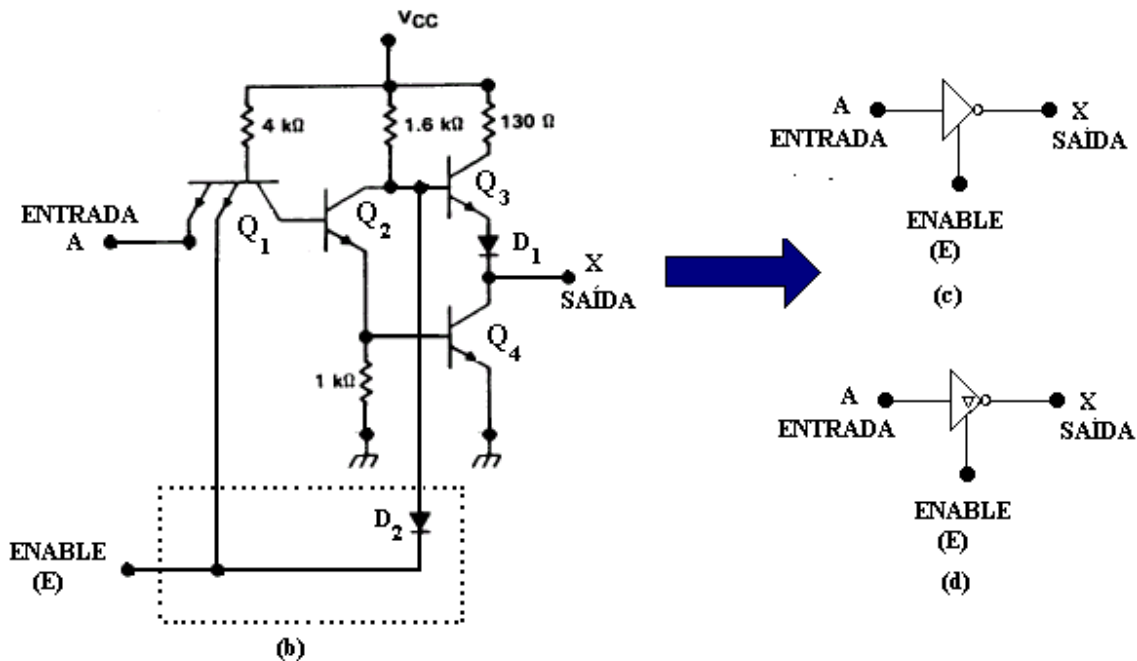 VCC
4 kΩ
1.6 kΩ
130 Ω
Q3
ENTRADA
A
Q1
Q2
D1
X
SAÍDA
Q4
1 kΩ
D2
ENABLE
(E)
(b)
A
ENTRADA
X
SAÍDA
ENABLE
(E)
(c)
A
ENTRADA
X
SAÍDA
ENABLE
(E)
(d)